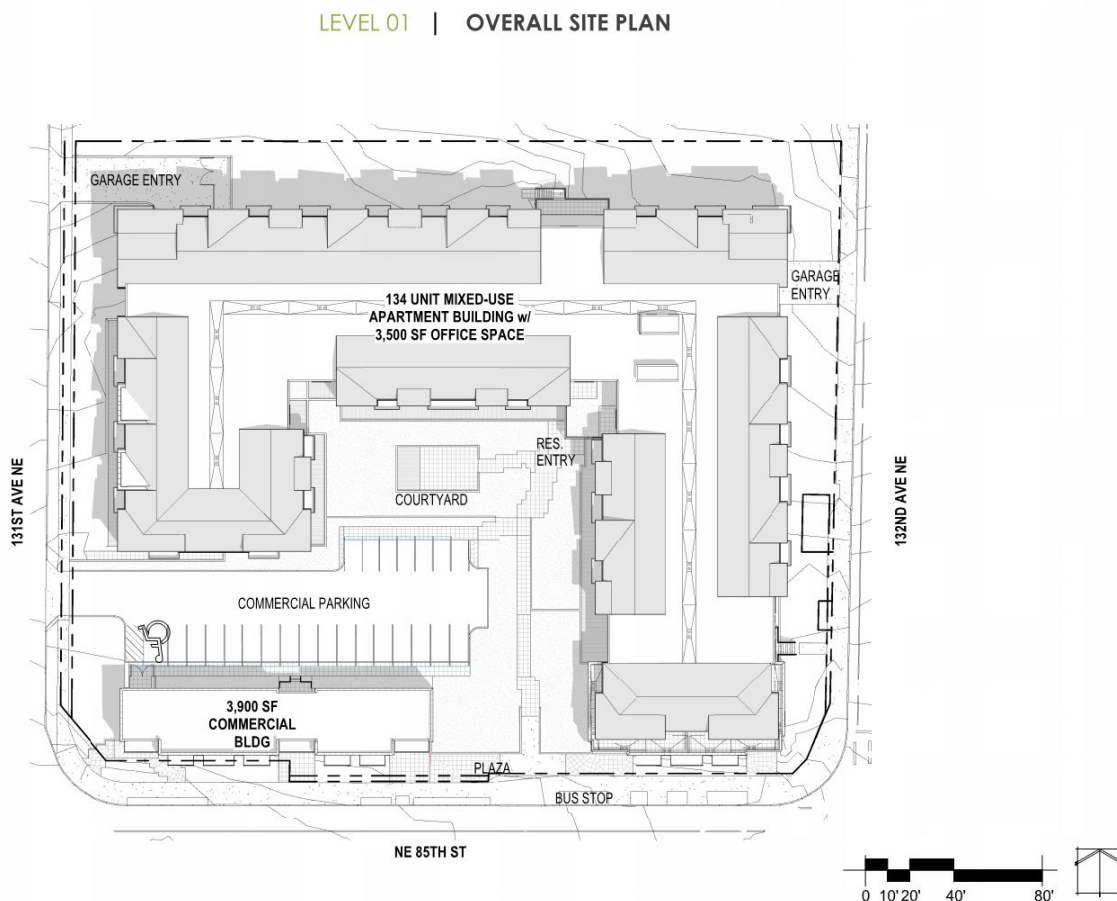 LEVEL 01 | OVERALL SITE PLAN
GARAGE ENTRY
GARAGE
ENTRY
134 UNIT MIXED-USE
APARTMENT BUILDING w/
3,500 SF OFFICE SPACE
RES.
ENTRY
COURTYARD
131ST AVE NE
132ND AVE NE
COMMERCIAL PARKING
3,900 SF
COMMERCIAL
BLDG
PLAZA
BUS STOP
NE 85TH ST
0 10' 20' 40' 80'